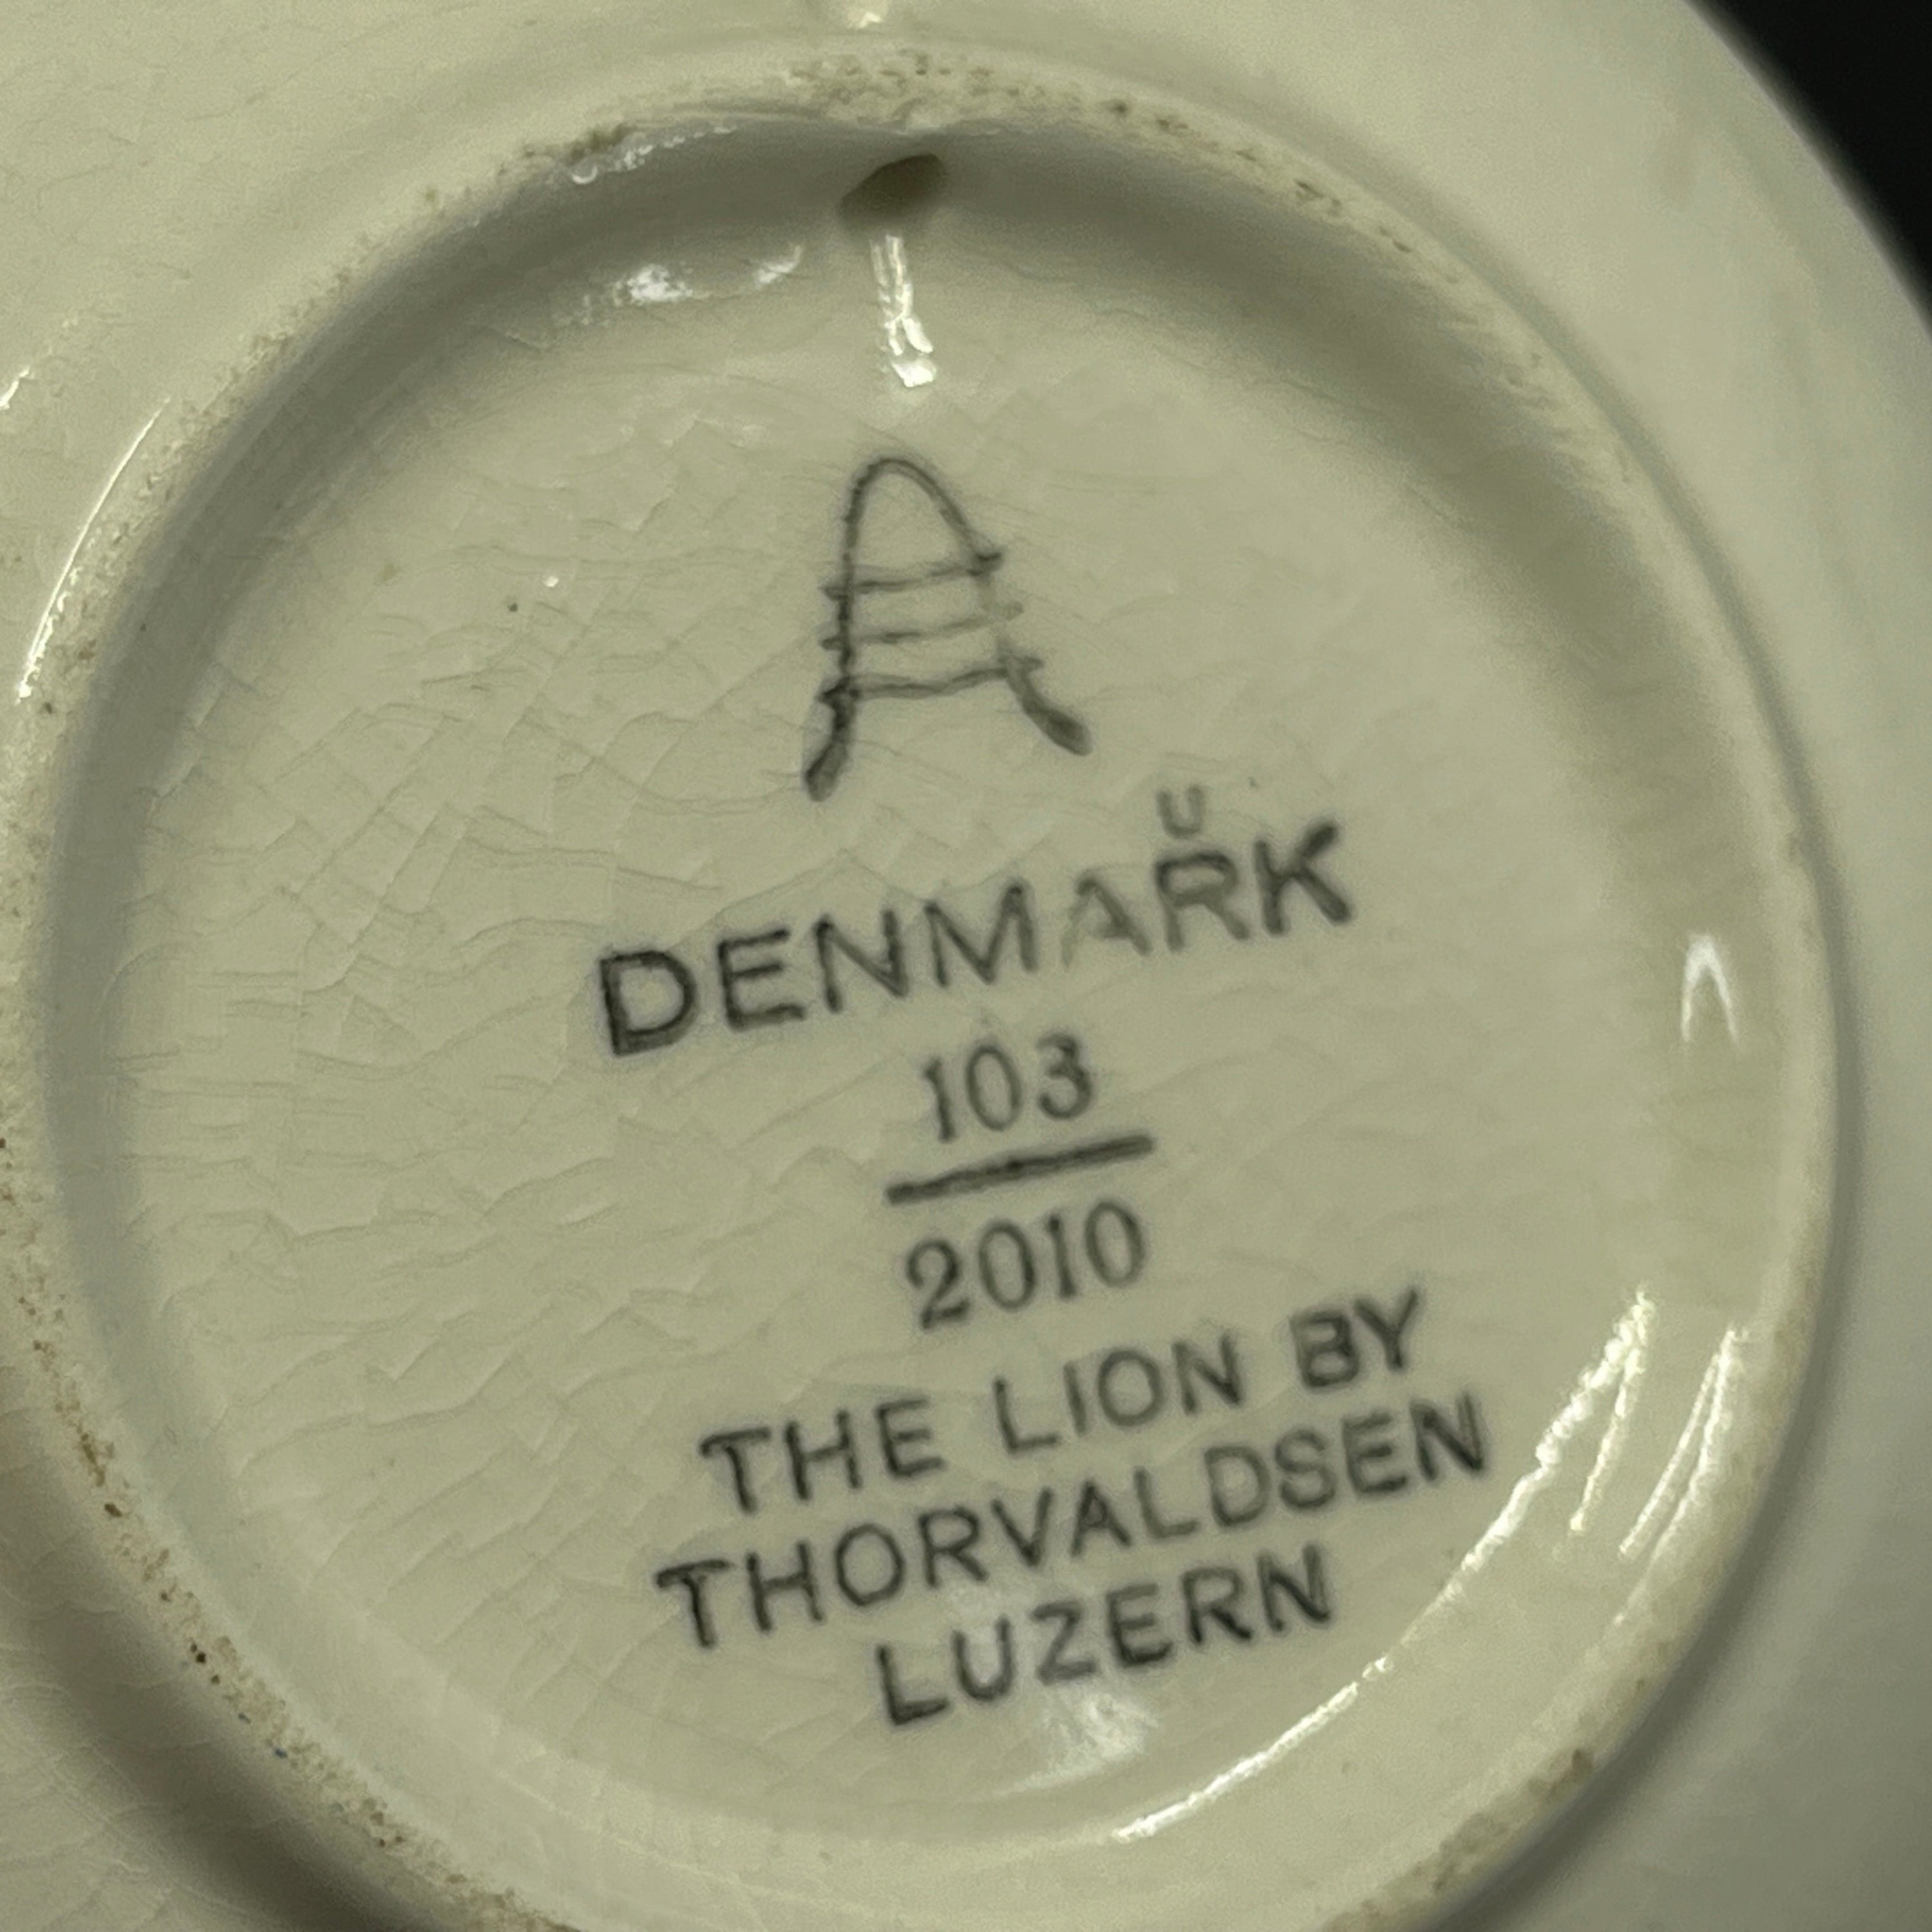 A
U
DENMARK
103
2010
THE LION BY
THORVALDSEN
LUZERN